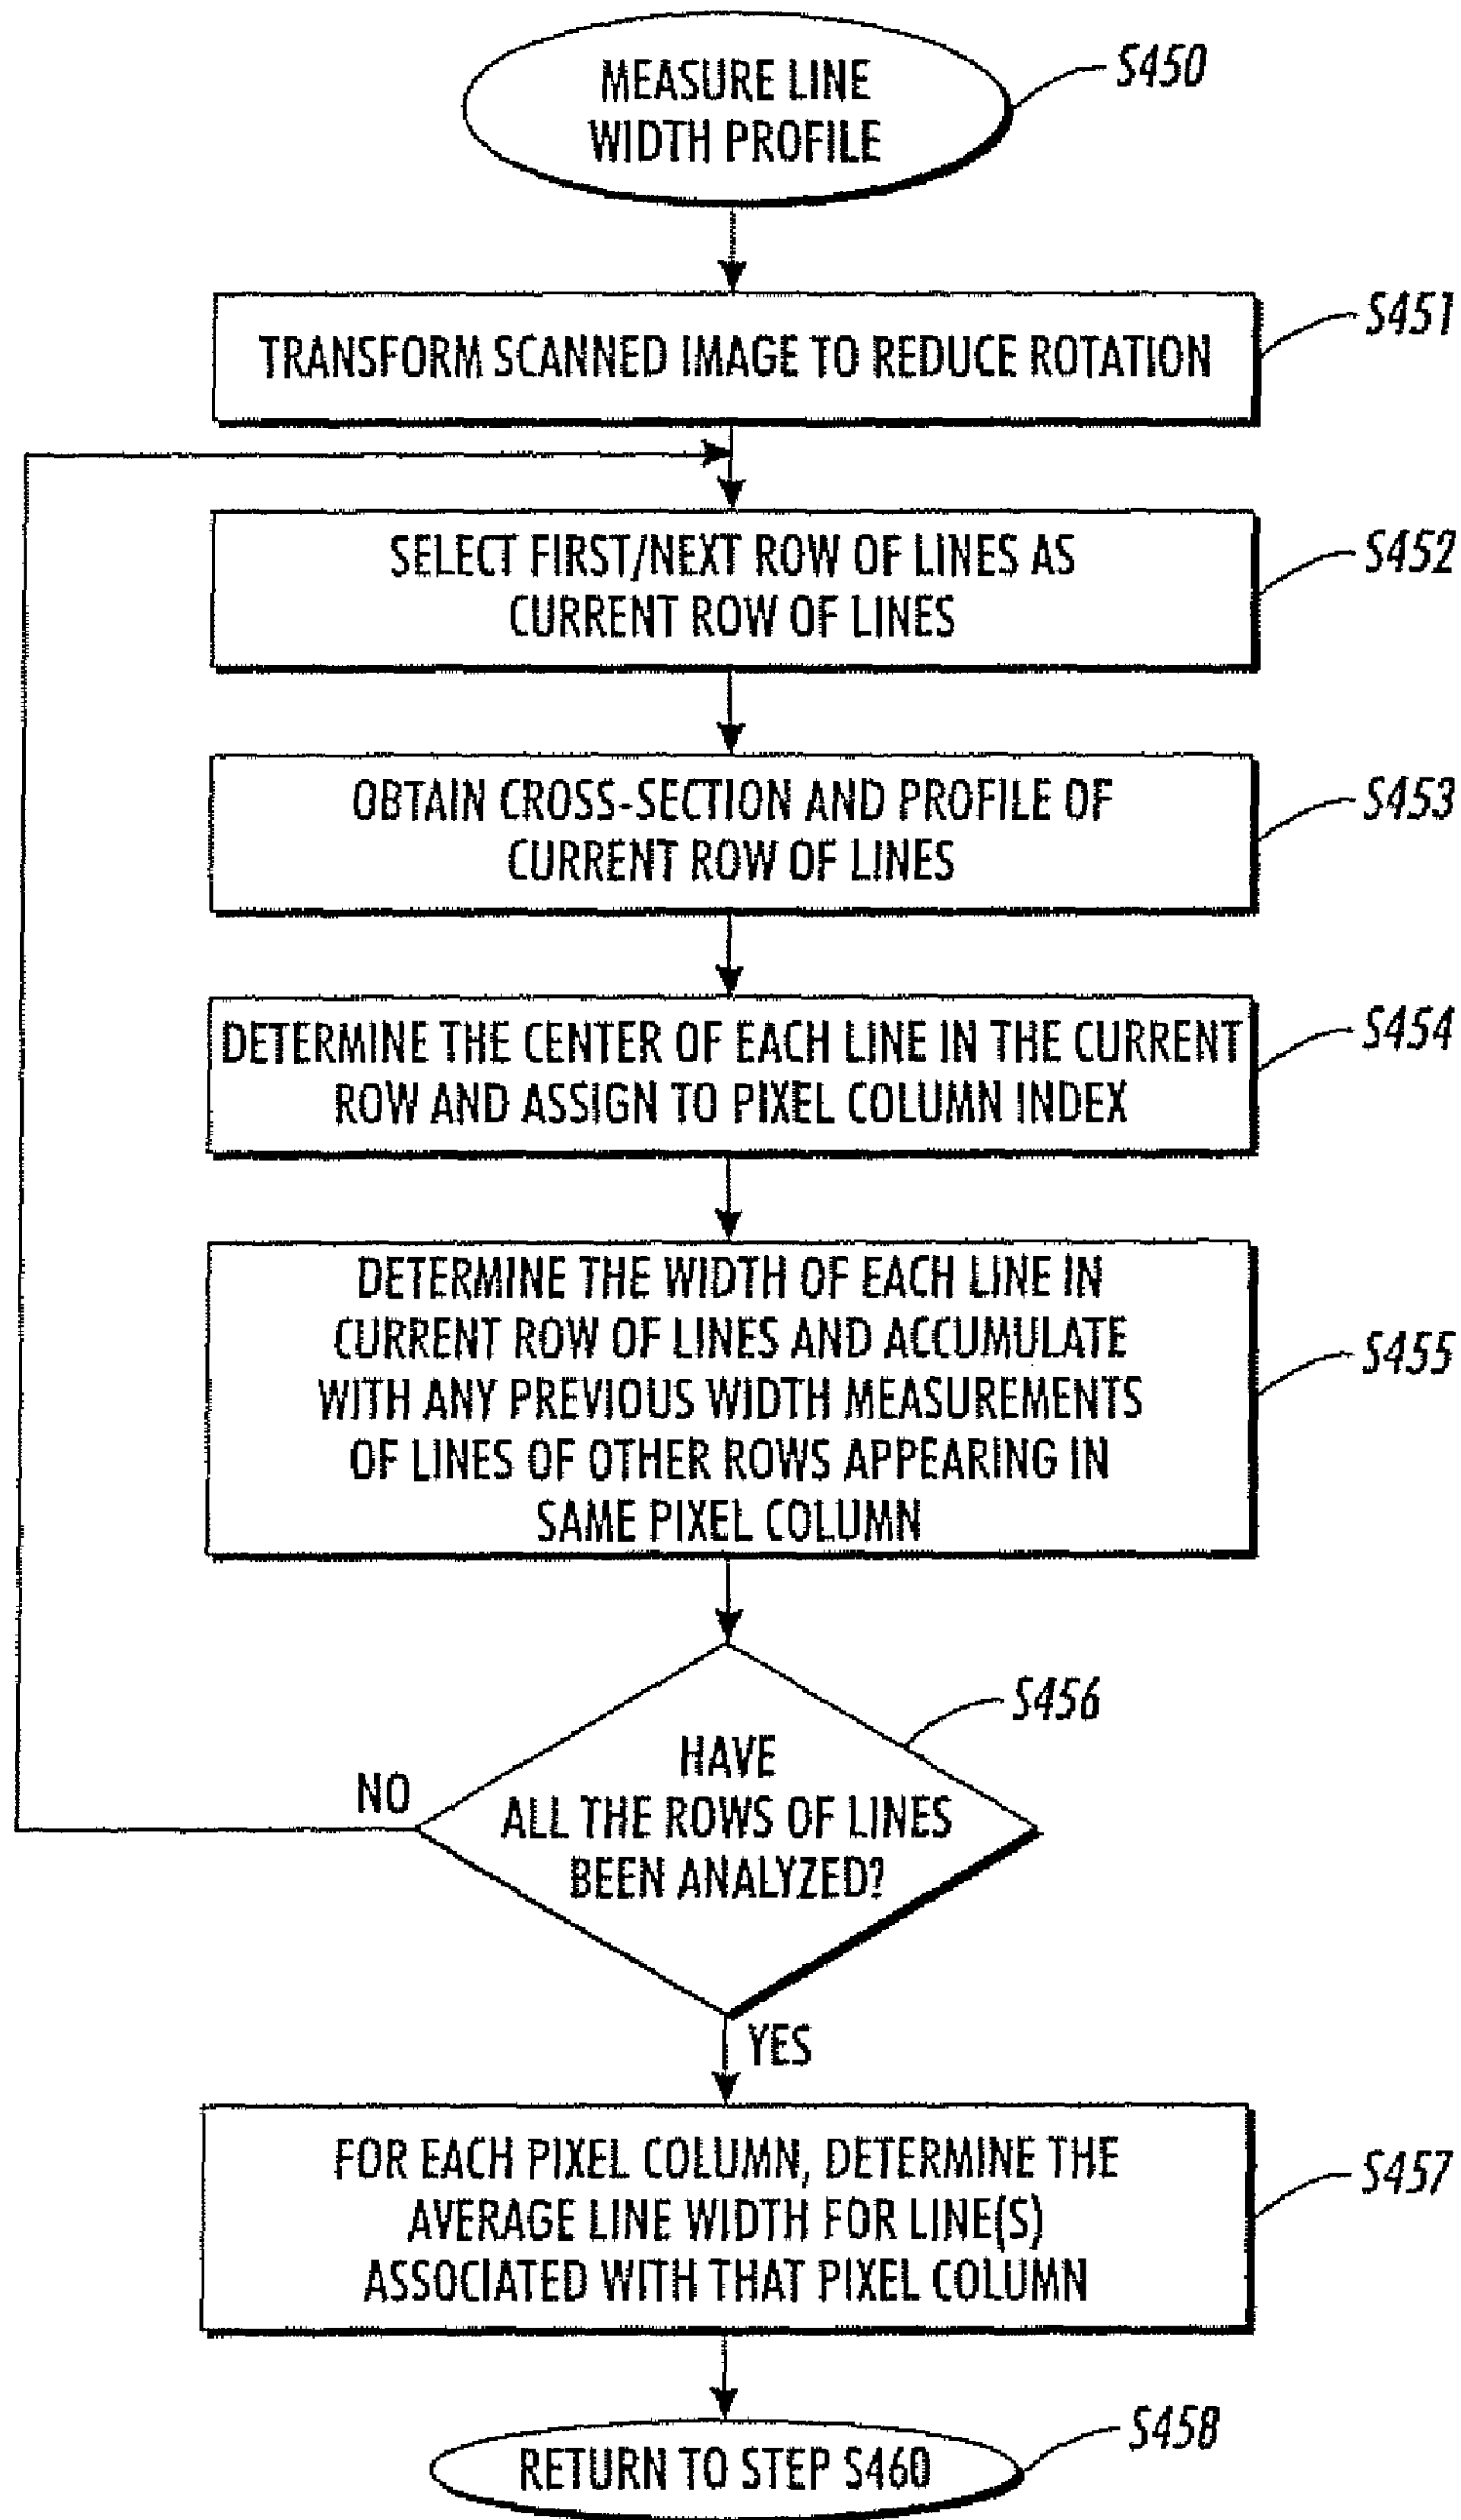 MEASURE LINE
WIDTH PROFILE
S450
TRANSFORM SCANNED IMAGE TO REDUCE ROTATION
S451
SELECT FIRST/NEXT ROW OF LINES AS
CURRENT ROW OF LINES
S452
OBTAIN CROSS-SECTION AND PROFILE OF
CURRENT ROW OF LINES
S453
DETERMINE THE CENTER OF EACH LINE IN THE CURRENT
ROW AND ASSIGN TO PIXEL COLUMN INDEX
S454
DETERMINE THE WIDTH OF EACH LINE IN
CURRENT ROW OF LINES AND ACCUMULATE
WITH ANY PREVIOUS WIDTH MEASUREMENTS
OF LINES OF OTHER ROWS APPEARING IN
SAME PIXEL COLUMN
S455
HAVE
ALL THE ROWS OF LINES
BEEN ANALYZED?
S456
NO
YES
FOR EACH PIXEL COLUMN, DETERMINE THE
AVERAGE LINE WIDTH FOR LINE(S)
ASSOCIATED WITH THAT PIXEL COLUMN
S457
RETURN TO STEP S460
S458